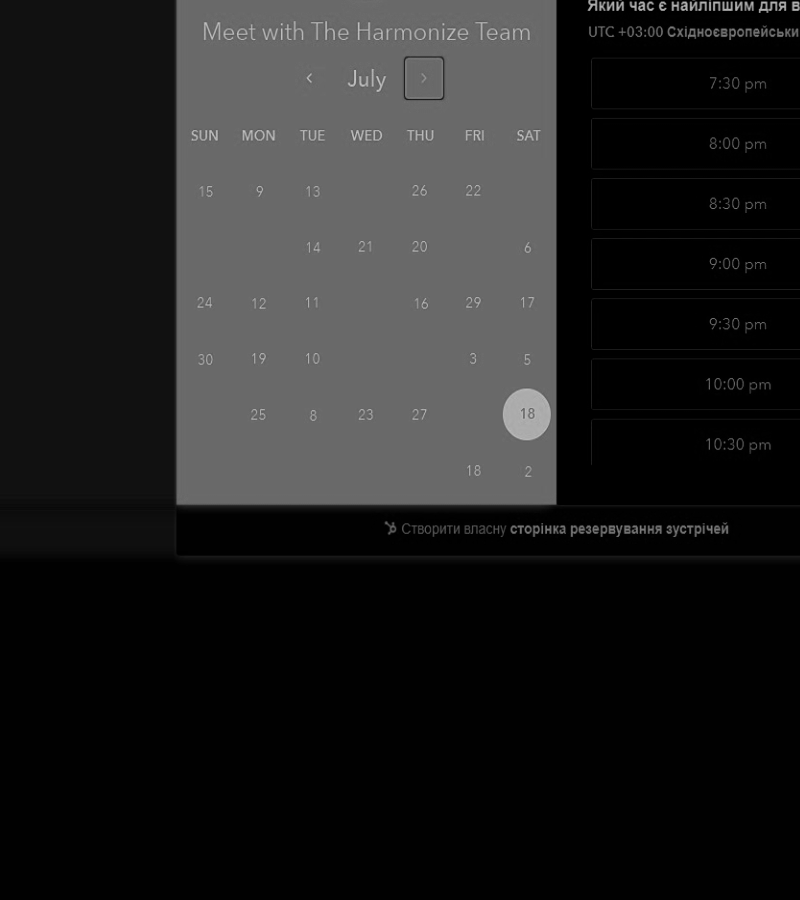 Meet with The Harmonize Team
July
SUN MON TUE WED THU FRI SAT
15 9 13 26 22
14 21 20 6
24 12 11 16 29 17
30 19 10 3 5
25 8 23 27 18
18 2
Який час є найліпшим для
UTC +03:00 Східноєвропейськи
7:30 pm
8:00 pm
8:30 pm
9:00 pm
9:30 pm
10:00 pm
10:30 pm
Створити власну сторінка резервування зустрічей